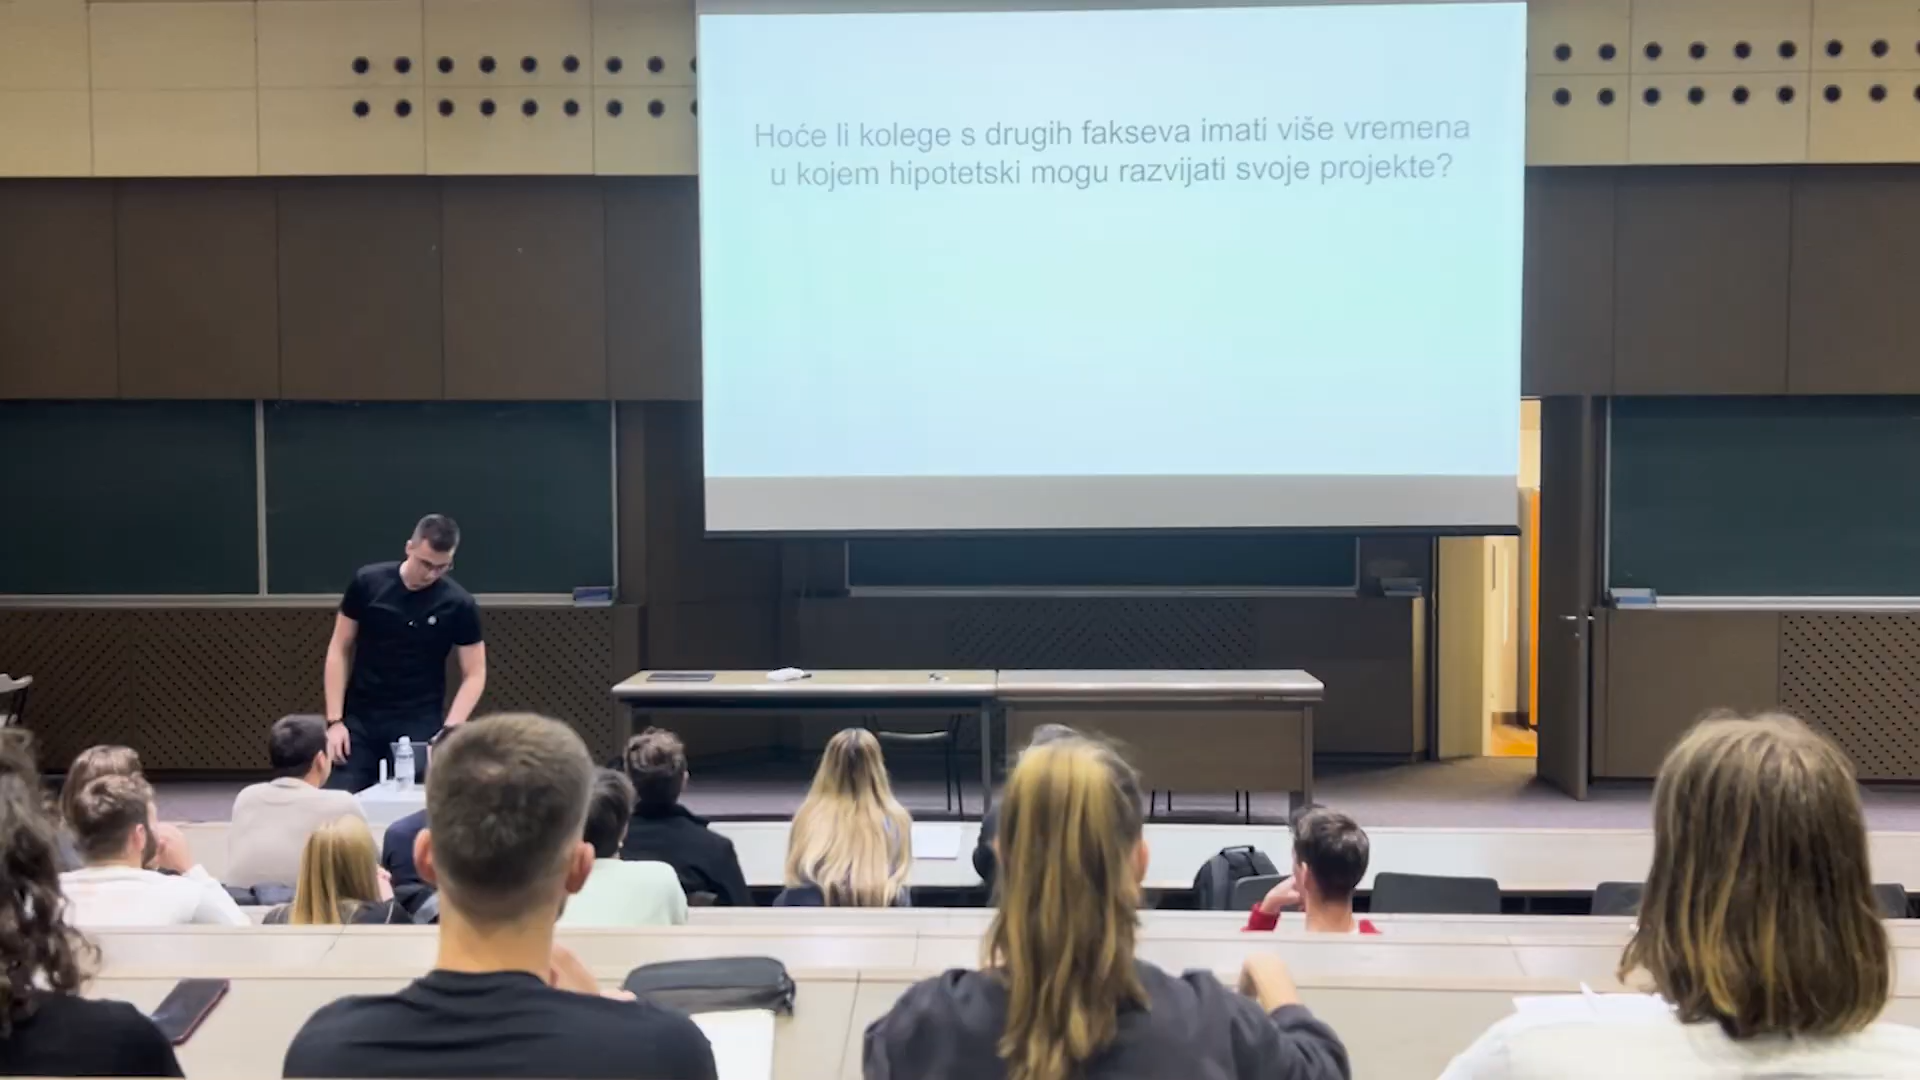 Hoće li kolege s drugih fakseva imati više vremena
u kojem hipotetski mogu razvijati svoje projekte?